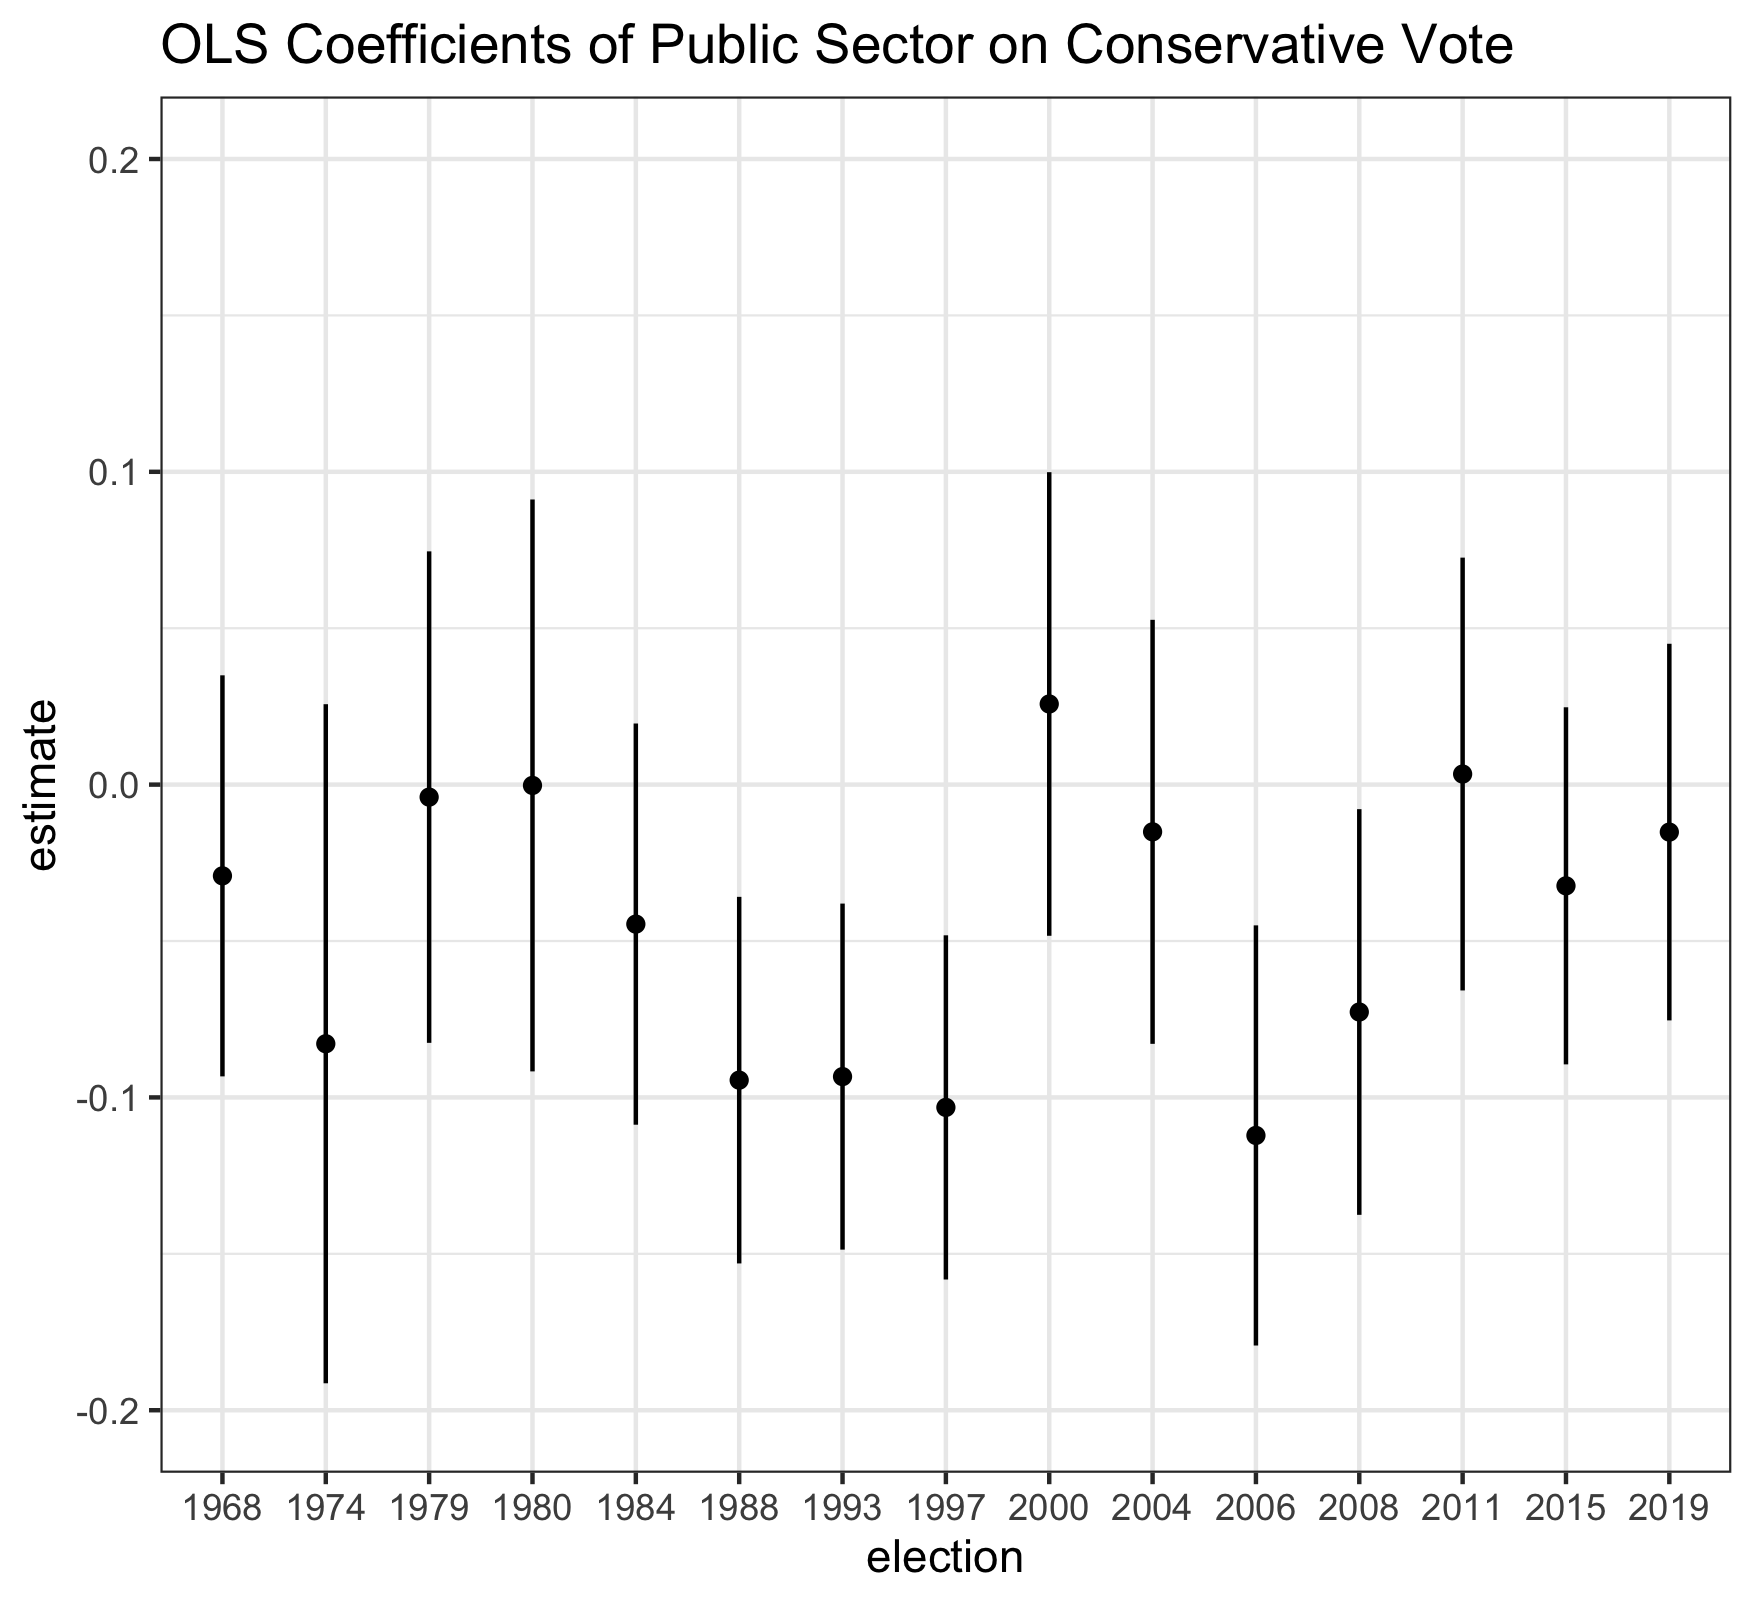 OLS Coefficients of Public Sector on Conservative Vote
0.2
0.1
0.0
-0.1
-0.2
estimate
1968 1974 1979 1980 1984 1988 1993 1997 2000 2004 2006 2008 2011 2015 2019
election